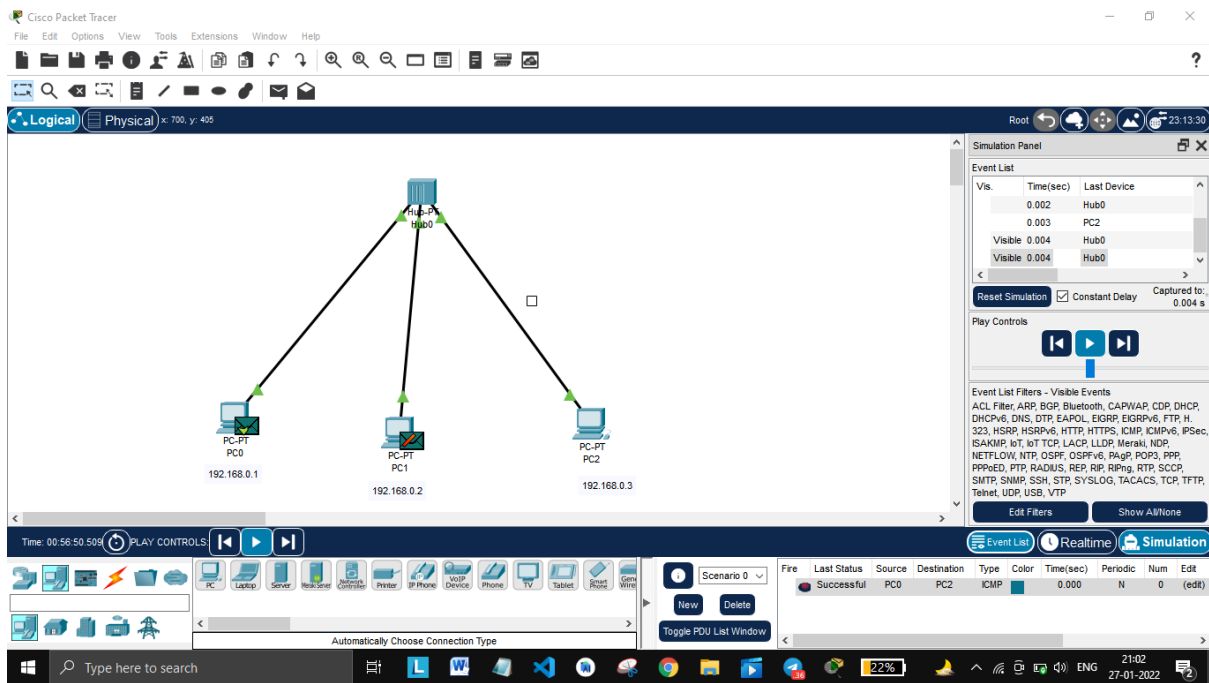 Cisco Packet Tracer
File Edit Options View Tools Extensions Window Help
?
Logical Physical x: 700, y: 405
Root 23:13:30
Hub-PT
Hub0
PC-PT
PC0
192.168.0.1
PC-PT
PC1
192.168.0.2
PC-PT
PC2
192.168.0.3
Simulation Panel
Event List
Vis. Time(sec) Last Device
0.002 Hub0
0.003 PC2
Visible 0.004 Hub0
Visible 0.004 Hub0
Reset Simulation Constant Delay Captured to:
0.004 s
Play Controls
Event List Filters - Visible Events
ACL Filter, ARP, BGP, Bluetooth, CAPWAP, CDP, DHCP,
DHCPv6, DNS, DTP, EAPOL, EIGRP, EIGRPv6, FTP, H.
323, HSRP, HSRPv6, HTTP, HTTPS, ICMP, ICMPv6, IPSec,
ISAKMP, IoT, IoT TCP, LACP, LLDP, Meraki, NDP,
NETFLOW, NTP, OSPF, OSPFv6, PAgP, POP3, PPP,
PPPoED, PTP, RADIUS, REP, RIP, RIPng, RTP, SCCP,
SMTP, SNMP, SSH, STP, SYSLOG, TACACS, TCP, TFTP,
Telnet, UDP, USB, VTP
Edit Filters Show All/None
Time: 00:56:50.509 PLAY CONTROLS:
Event List Realtime Simulation
PC Laptop Server Meraki Server Network Controller Printer IP Phone VoIP Device Phone TV Tablet Smart Phone
Automatically Choose Connection Type
Scenario 0
New Delete
Toggle PDU List Window
Fire Last Status Source Destination Type Color Time(sec) Periodic Num Edit
Successful PC0 PC2 ICMP 0.000 N 0 (edit)
Type here to search
22%
ENG
21:02
27-01-2022